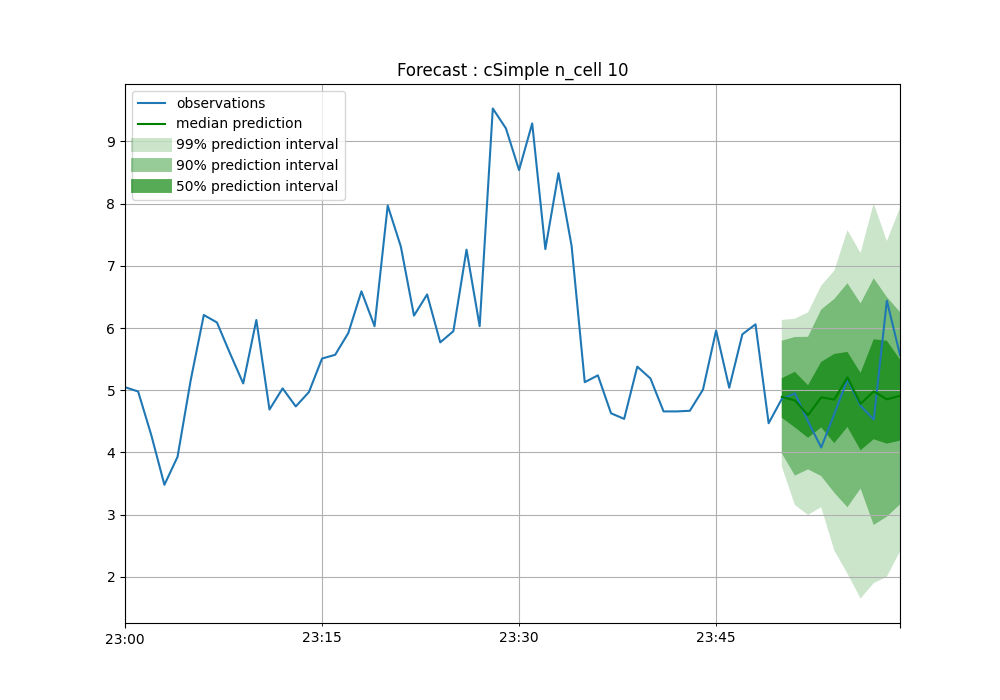 Forecast : cSimple n_cell 10
observations
median prediction
99% prediction interval
90% prediction interval
50% prediction interval
9
8
7
6
5
4
3
2
23:00 23:15 23:30 23:45